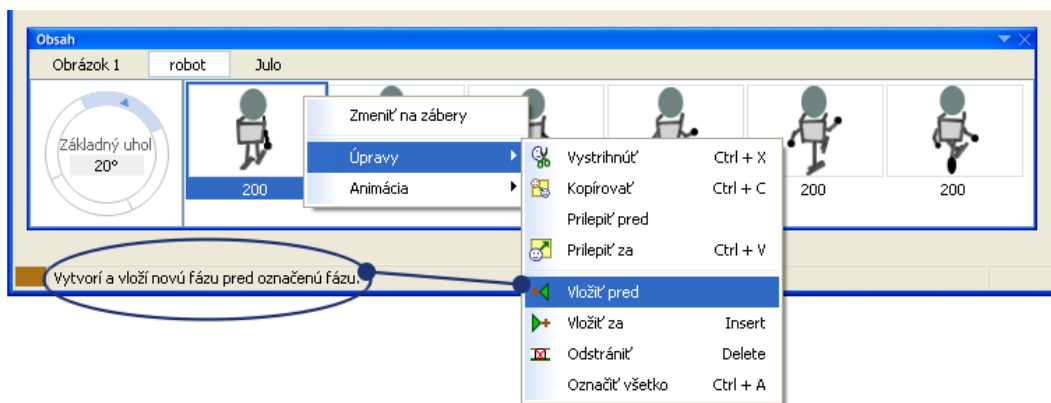 Obsah
Obrázok 1 robot Julo
Základný uhol
20°
200
200
200
Zmeniť na zábery
Úpravy
Animácia
Vystrihnúť Ctrl + X
Kopírovať Ctrl + C
Prilepiť pred
Prilepiť za Ctrl + V
Vložiť pred
Vložiť za Insert
Odstrániť Delete
Označiť všetko Ctrl + A
Vytvorí a vloží novú fázu pred označenú fázu.